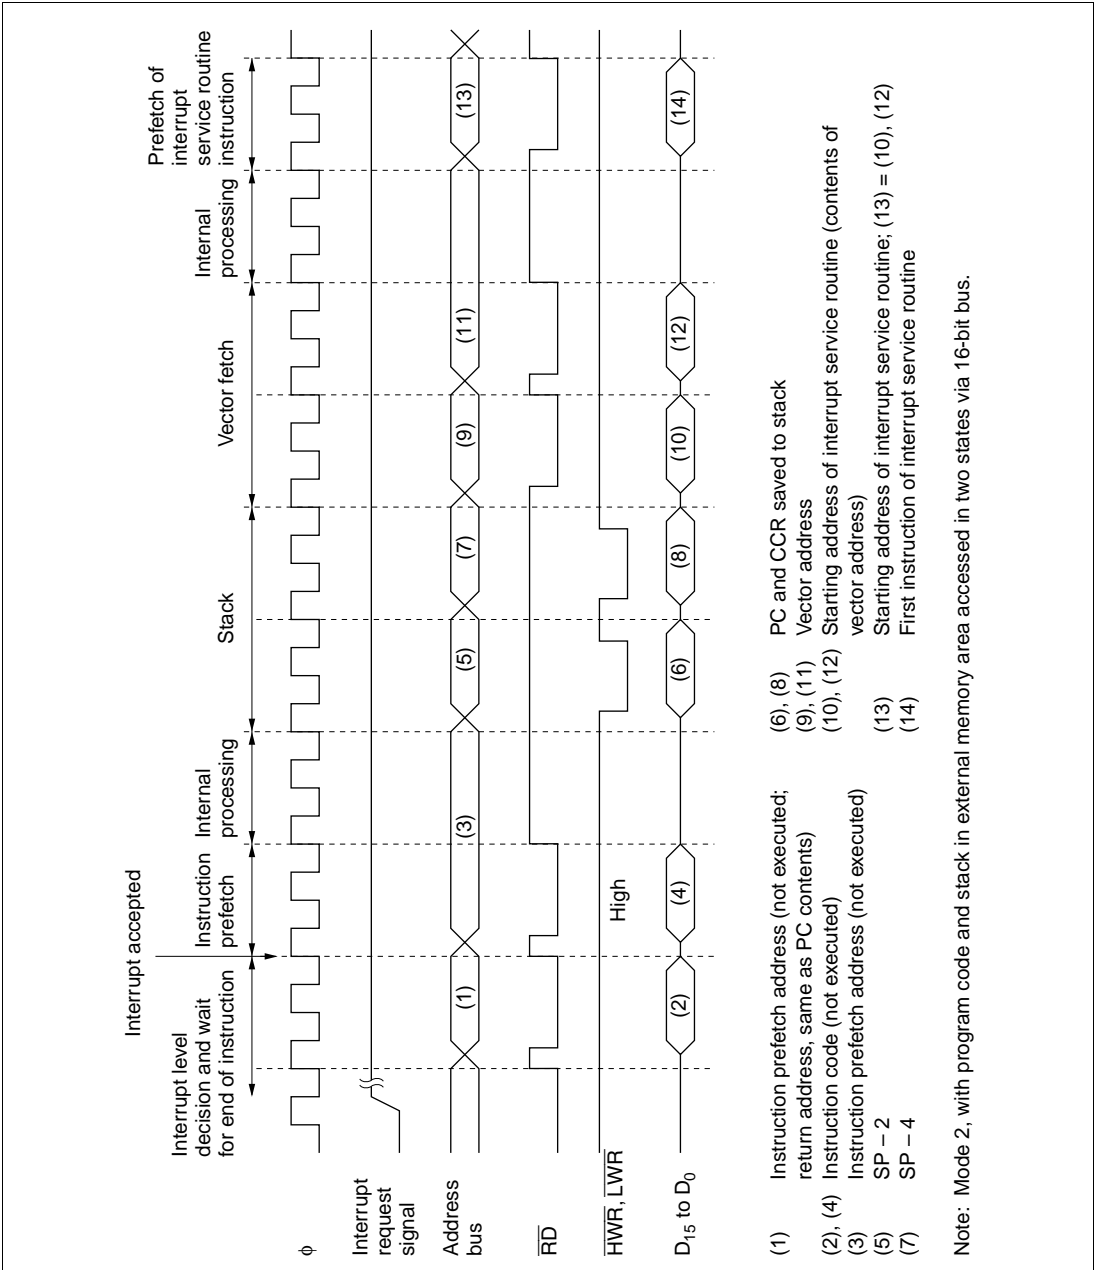 Interrupt accepted
Interrupt level
decision and wait
for end of instruction
Instruction
prefetch
Internal
processing
Stack
Vector fetch
Internal
processing
Prefetch of
interrupt
service routine
instruction
φ
Interrupt
request
signal
Address
bus
(1)
(3)
(5)
(7)
(9)
(11)
(13)
RD
HWR, LWR
High
D15 to D0
(2)
(4)
(6)
(8)
(10)
(12)
(14)
(1) Instruction prefetch address (not executed;
return address, same as PC contents)
(2), (4) Instruction code (not executed)
(3) Instruction prefetch address (not executed)
(5) SP – 2
(7) SP – 4
(6), (8) PC and CCR saved to stack
(9), (11) Vector address
(10), (12) Starting address of interrupt service routine (contents of
vector address)
(13) Starting address of interrupt service routine; (13) = (10), (12)
(14) First instruction of interrupt service routine
Note: Mode 2, with program code and stack in external memory area accessed in two states via 16-bit bus.